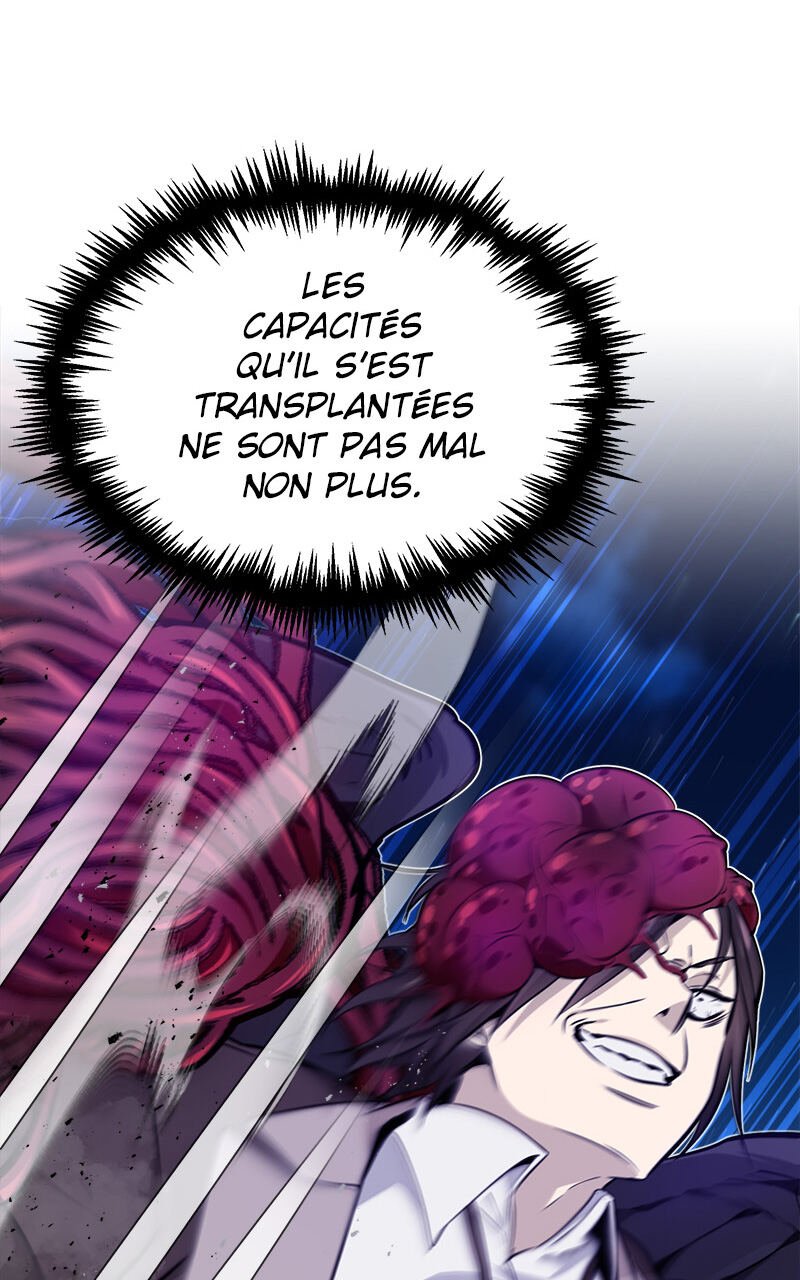 LES
CAPACITÉS
QU'IL S'EST
TRANSPLANTÉES
NE SONT PAS MAL
NON PLUS.